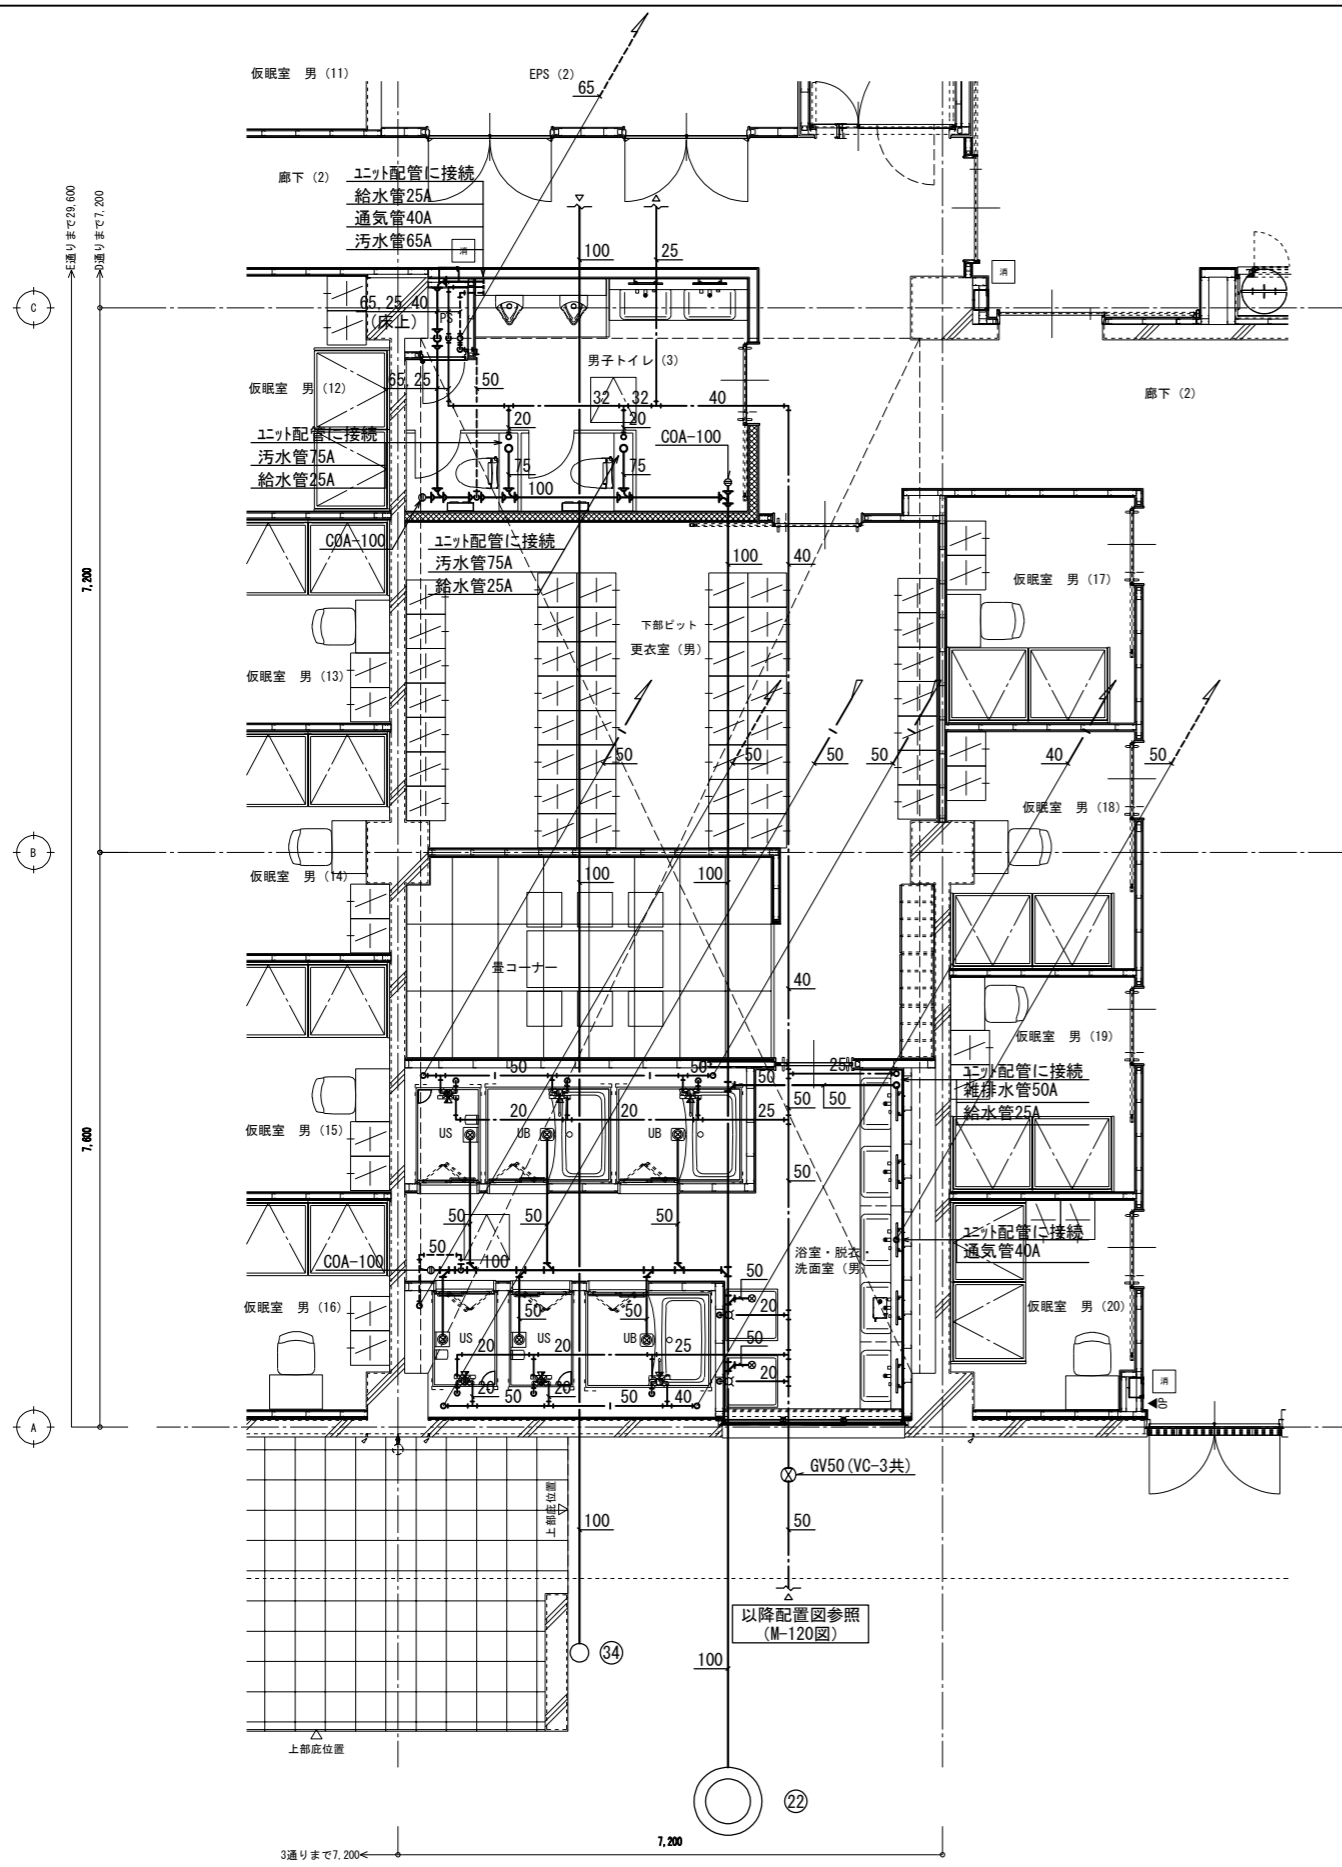 仮眠室　男 (11)
EPS (2)
65
廊下 (2)
ユニット配管に接続
給水管25A
通気管40A
汚水管65A
消
100
25
消
E通りまで29,600
D通りまで7,200
C
65 25 40
(床上)
PS
男子トイレ (3)
仮眠室　男 (12)
65 25
50
32
32
40
廊下 (2)
20
20
ユニット配管に接続
汚水管75A
給水管25A
COA-100
75
75
100
COA-100
ユニット配管に接続
汚水管75A
給水管25A
100
40
仮眠室　男 (17)
7,200
下部ピット
更衣室 (男)
仮眠室　男 (13)
50
50
50
50
40
50
仮眠室　男 (18)
B
仮眠室　男 (14)
100
100
畳コーナー
40
仮眠室　男 (19)
50
50
50
25
ユニット配管に接続
雑排水管50A
給水管25A
20
20
25
50
50
仮眠室　男 (15)
US
UB
UB
7,600
50
50
50
50
50
COA-100
100
浴室・脱衣・
洗面室 (男)
ユニット配管に接続
通気管40A
仮眠室　男 (16)
50
50
50
20
仮眠室　男 (20)
US
US
UB
20
20
25
50
20
20
20
50
50
40
消
A
GV50(VC-3共)
上部庇位置
100
50
以降配置図参照
(M-120図)
34
100
上部庇位置
22
7,200
3通りまで7,200